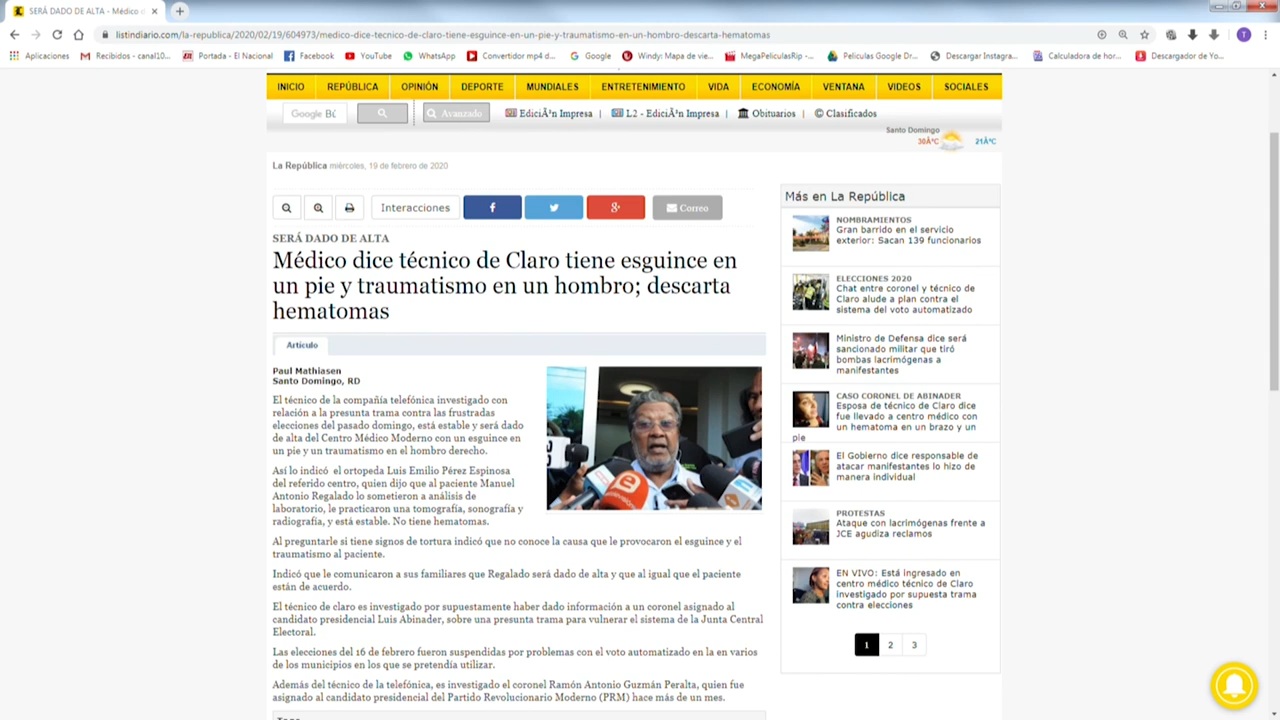 SERÁ DADO DE ALTA - Médico d
listindiario.com/la-republica/2020/02/19/604973/medico-dice-tecnico-de-claro-tiene-esguince-en-un-pie-y-traumatismo-en-un-hombro-descarta-hematomas
T
Aplicaciones
Recibidos - canal10...
Portada - El Nacional
Facebook
YouTube
WhatsApp
Convertidor mp4 d...
Google
Windy: Mapa de vie...
MegaPeliculasRip -...
Peliculas Google Dr...
Descargar Instagra...
Calculadora de hor...
Descargador de Yo...
INICIO
REPÚBLICA
OPINIÓN
DEPORTE
MUNDIALES
ENTRETENIMIENTO
VIDA
ECONOMÍA
VENTANA
VIDEOS
SOCIALES
Google Bú
Avanzado
EdiciÃ³n Impresa |
L2 - EdiciÃ³n Impresa |
Obituarios |
Clasificados
Santo Domingo
30Â°C
21Â°C
La República miércoles, 19 de febrero de 2020
Interacciones
Correo
SERÁ DADO DE ALTA
Médico dice técnico de Claro tiene esguince en
un pie y traumatismo en un hombro; descarta
hematomas
Artículo
Paul Mathiasen
Santo Domingo, RD
El técnico de la compañía telefónica investigado con
relación a la presunta trama contra las frustradas
elecciones del pasado domingo, está estable y será dado
de alta del Centro Médico Moderno con un esguince en
un pie y un traumatismo en el hombro derecho.
Así lo indicó el ortopeda Luis Emilio Pérez Espinosa
del referido centro, quien dijo que al paciente Manuel
Antonio Regalado lo sometieron a análisis de
laboratorio, le practicaron una tomografía, sonografía y
radiografía, y está estable. No tiene hematomas.
Al preguntarle si tiene signos de tortura indicó que no conoce la causa que le provocaron el esguince y el
traumatismo al paciente.
Indicó que le comunicaron a sus familiares que Regalado será dado de alta y que al igual que el paciente
están de acuerdo.
El técnico de claro es investigado por supuestamente haber dado información a un coronel asignado al
candidato presidencial Luis Abinader, sobre una presunta trama para vulnerar el sistema de la Junta Central
Electoral.
Las elecciones del 16 de febrero fueron suspendidas por problemas con el voto automatizado en la en varios
de los municipios en los que se pretendía utilizar.
Además del técnico de la telefónica, es investigado el coronel Ramón Antonio Guzmán Peralta, quien fue
asignado al candidato presidencial del Partido Revolucionario Moderno (PRM) hace más de un mes.
Más en La República
NOMBRAMIENTOS
Gran barrido en el servicio
exterior: Sacan 139 funcionarios
ELECCIONES 2020
Chat entre coronel y técnico de
Claro alude a plan contra el
sistema del voto automatizado
Ministro de Defensa dice será
sancionado militar que tiró
bombas lacrimógenas a
manifestantes
CASO CORONEL DE ABINADER
Esposa de técnico de Claro dice
fue llevado a centro médico con
un hematoma en un brazo y un
pie
El Gobierno dice responsable de
atacar manifestantes lo hizo de
manera individual
PROTESTAS
Ataque con lacrimógenas frente a
JCE agudiza reclamos
EN VIVO: Está ingresado en
centro médico técnico de Claro
investigado por supuesta trama
contra elecciones
1 2 3